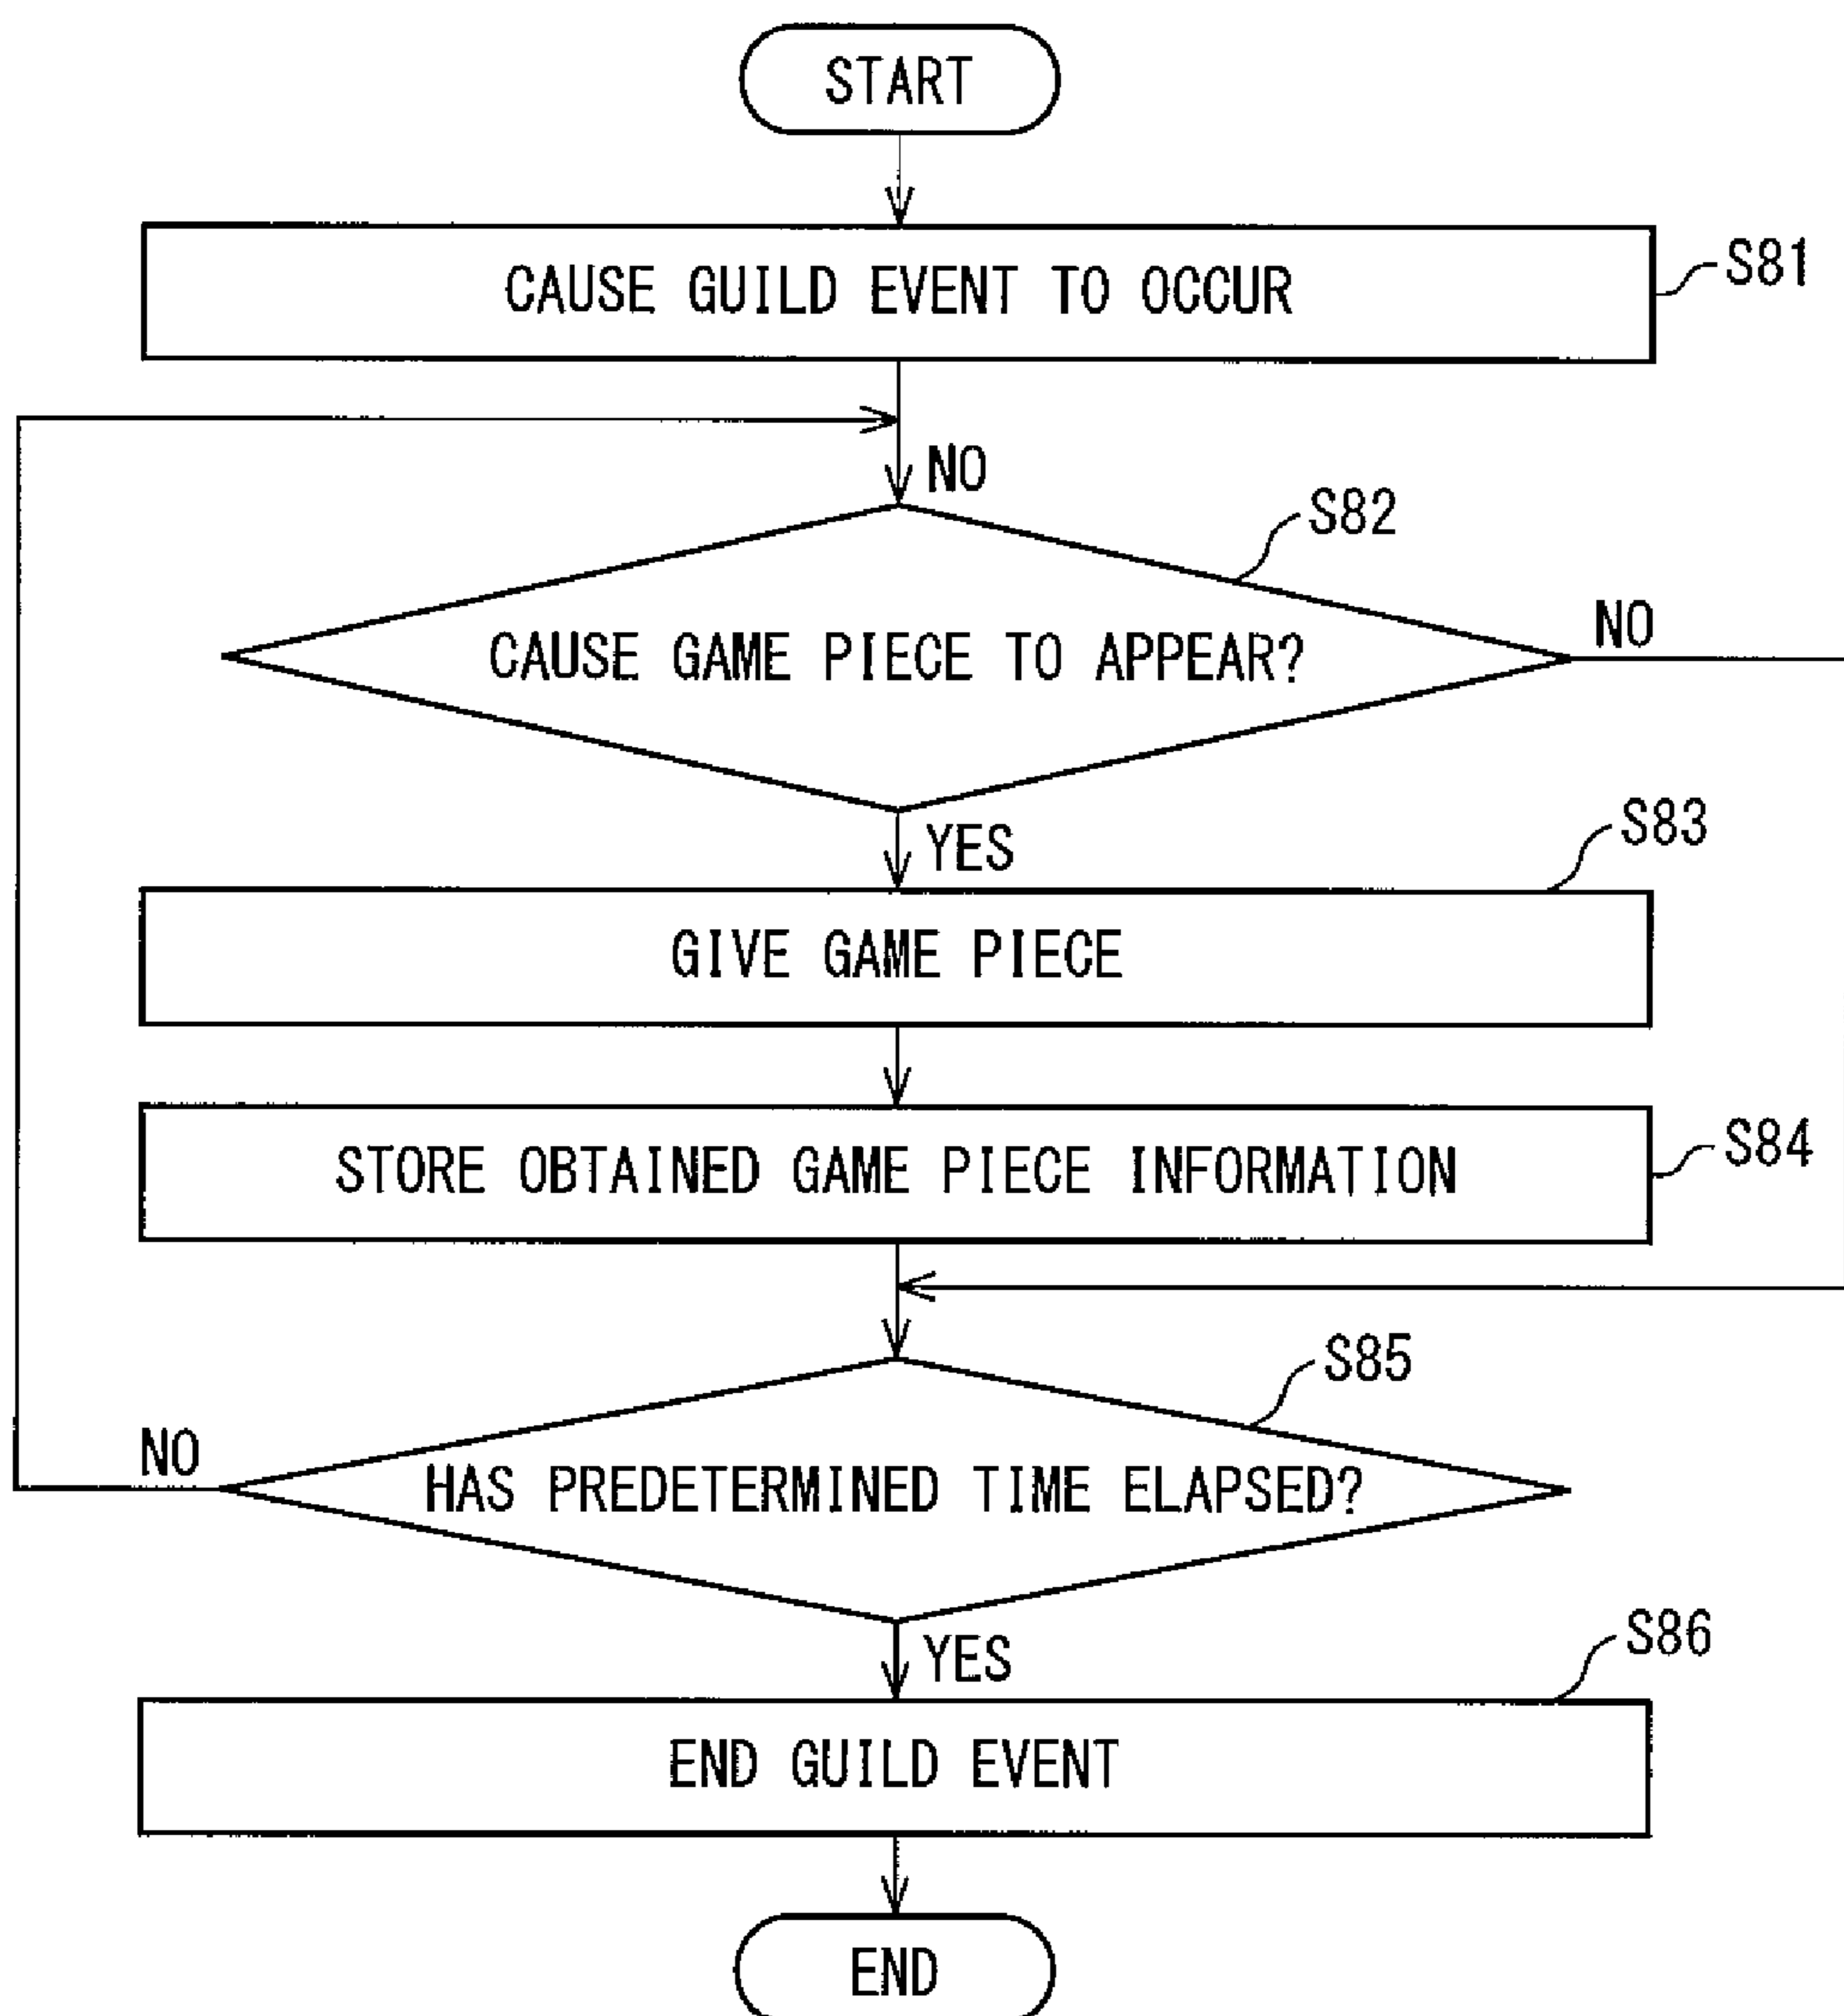 START
CAUSE GUILD EVENT TO OCCUR
S81
NO
S82
CAUSE GAME PIECE TO APPEAR?
NO
YES
S83
GIVE GAME PIECE
STORE OBTAINED GAME PIECE INFORMATION
S84
S85
NO
HAS PREDETERMINED TIME ELAPSED?
YES
S86
END GUILD EVENT
END